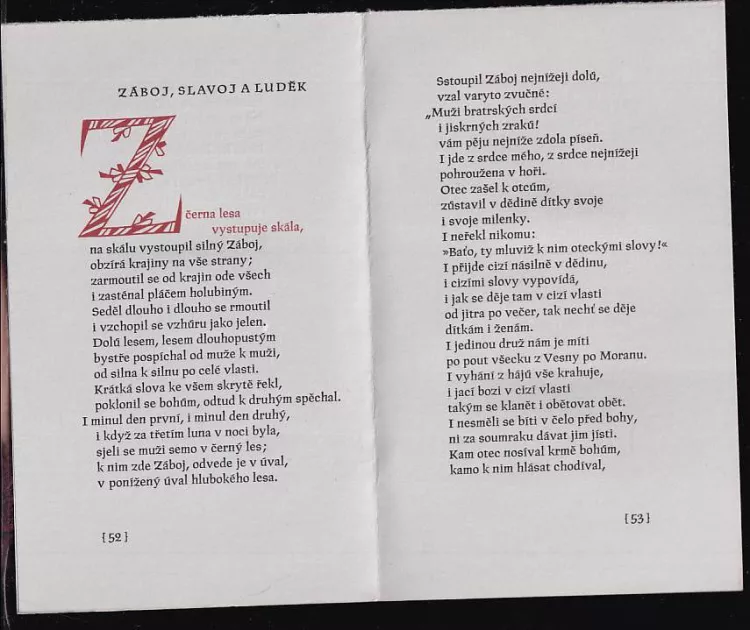 ZÁBOJ, SLAVOJ A LUDĚK
Z černa lesa
vystupuje skála,
na skálu vystoupil silný Záboj,
obzírá krajiny na vše strany;
zarmoutil se od krajin ode všech
i zasténal pláčem holubiným.
Seděl dlouho i dlouho se rmoutil
i vzchopil se vzhůru jako jelen.
Dolů lesem, lesem dlouhopustým
bystře pospíchal od muže k muži,
od silna k silnu po celé vlasti.
Krátká slova ke všem skrytě řekl,
poklonil se bohům, odtud k druhým spěchal.
I minul den první, i minul den druhý,
i když za třetím luna v noci byla,
sjeli se muži semo v černý les;
k nim zde Záboj, odvede je v úval,
v ponížený úval hlubokého lesa.
{52}
Sstoupil Záboj nejnížeji dolů,
vzal varyto zvučné:
„Muži bratrských srdcí
i jiskrných zraků!
vám pěju nejníže zdola píseň.
I jde z srdce mého, z srdce nejnížeji
pohroužena v hoři.
Otec zašel k otcům,
zůstavil v dědině dítky svoje
i svoje milenky.
I neřekl nikomu:
»Baťo, ty mluviž k nim oteckými slovy!«
I přijde cizí násilně v dědinu,
i cizími slovy vypovídá,
i jak se děje tam v cizí vlasti
od jitra po večer, tak nechť se děje
dítkám i ženám.
I jedinou druž nám je míti
po pout všecku z Vesny po Moranu.
I vyhání z hájů vše krahuje,
i jací bozi v cizí vlasti
takým se klanět i obětovat obět.
I nesměli se bíti v čelo před bohy,
ni za soumraku dávat jim jísti.
Kam otec nosíval krmě bohům,
kamo k nim hlásat chodíval,
{53}